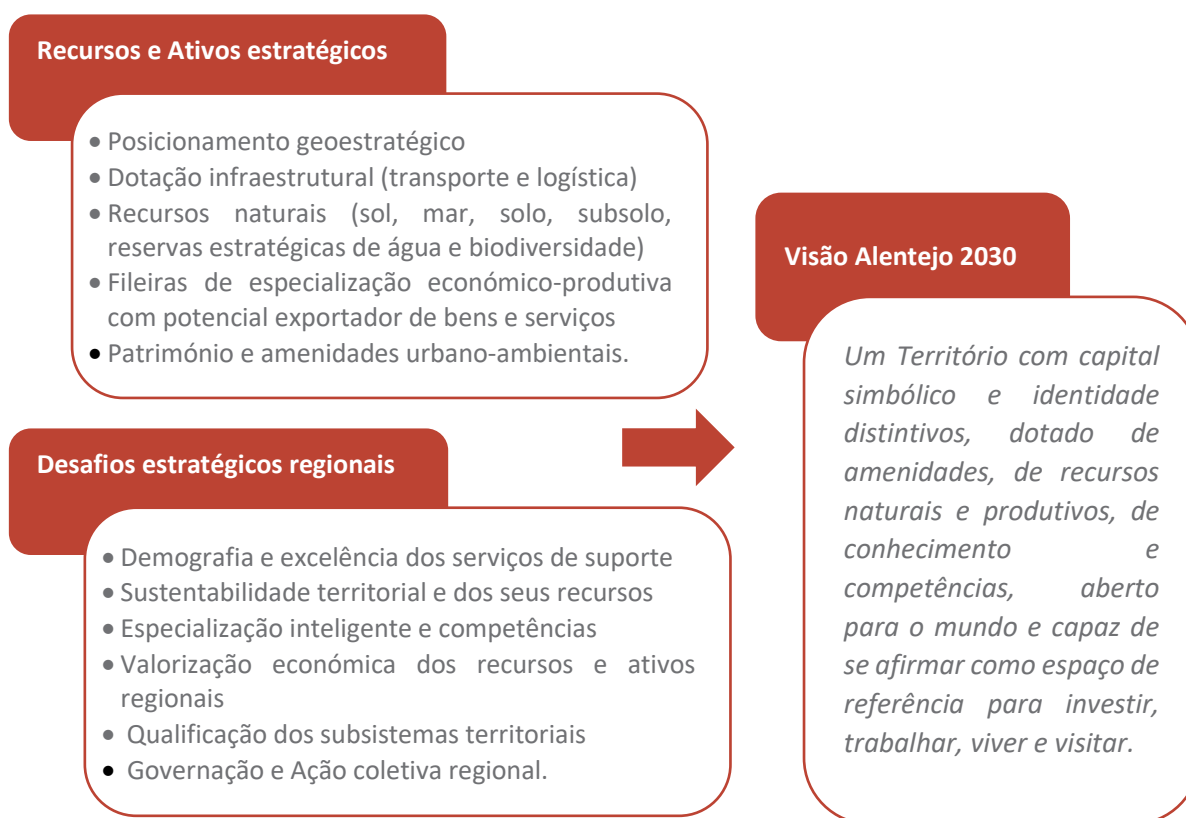 Recursos e Ativos estratégicos
• Posicionamento geoestratégico
• Dotação infraestrutural (transporte e logística)
• Recursos naturais (sol, mar, solo, subsolo,
reservas estratégicas de água e biodiversidade)
• Fileiras de especialização económico-produtiva
com potencial exportador de bens e serviços
• Património e amenidades urbano-ambientais.
Desafios estratégicos regionais
• Demografia e excelência dos serviços de suporte
• Sustentabilidade territorial e dos seus recursos
• Especialização inteligente e competências
• Valorização económica dos recursos e ativos
regionais
• Qualificação dos subsistemas territoriais
• Governação e Ação coletiva regional.
Visão Alentejo 2030
Um Território com capital
simbólico e identidade
distintivos, dotado de
amenidades, de recursos
naturais e produtivos, de
conhecimento e
competências, aberto
para o mundo e capaz de
se afirmar como espaço de
referência para investir,
trabalhar, viver e visitar.